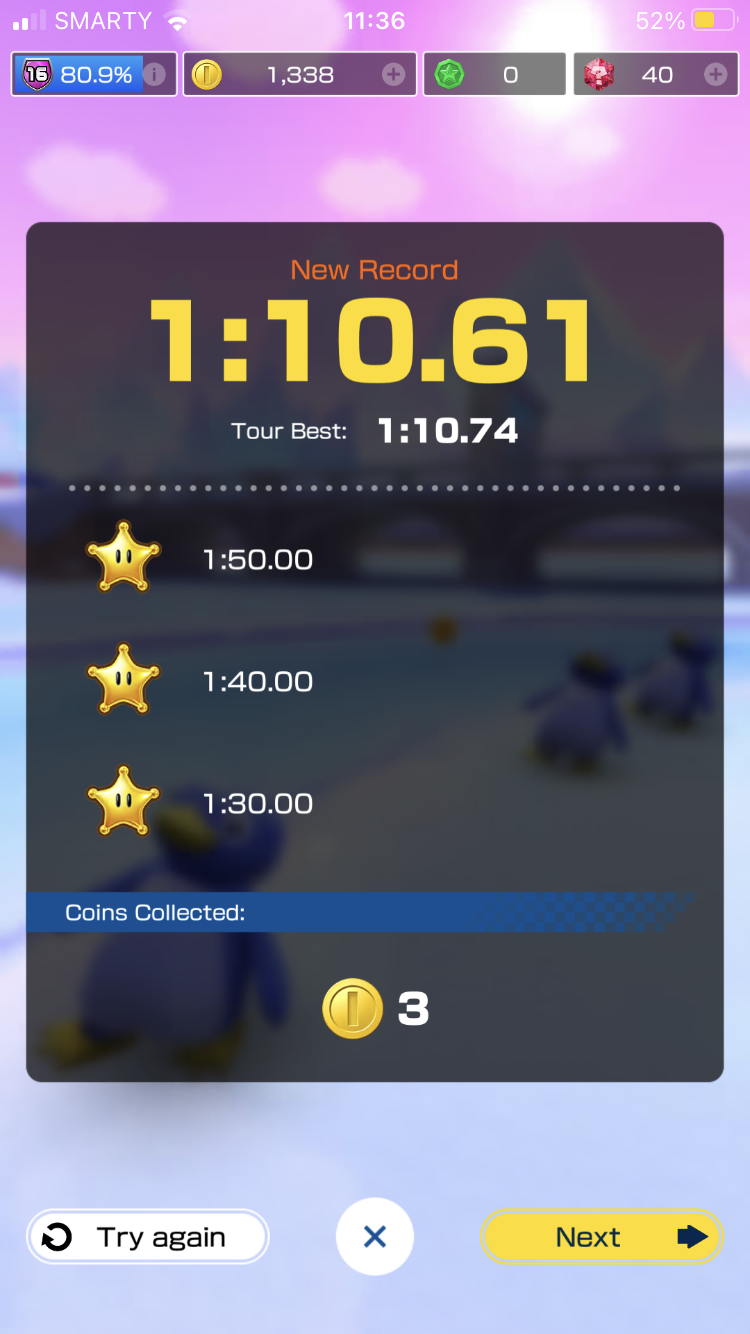 SMARTY 11:36 52%
16 80.9% i 1,338 + 0 ? 40 +
New Record
1:10.61
Tour Best: 1:10.74
1:50.00
1:40.00
1:30.00
Coins Collected:
3
Try again × Next